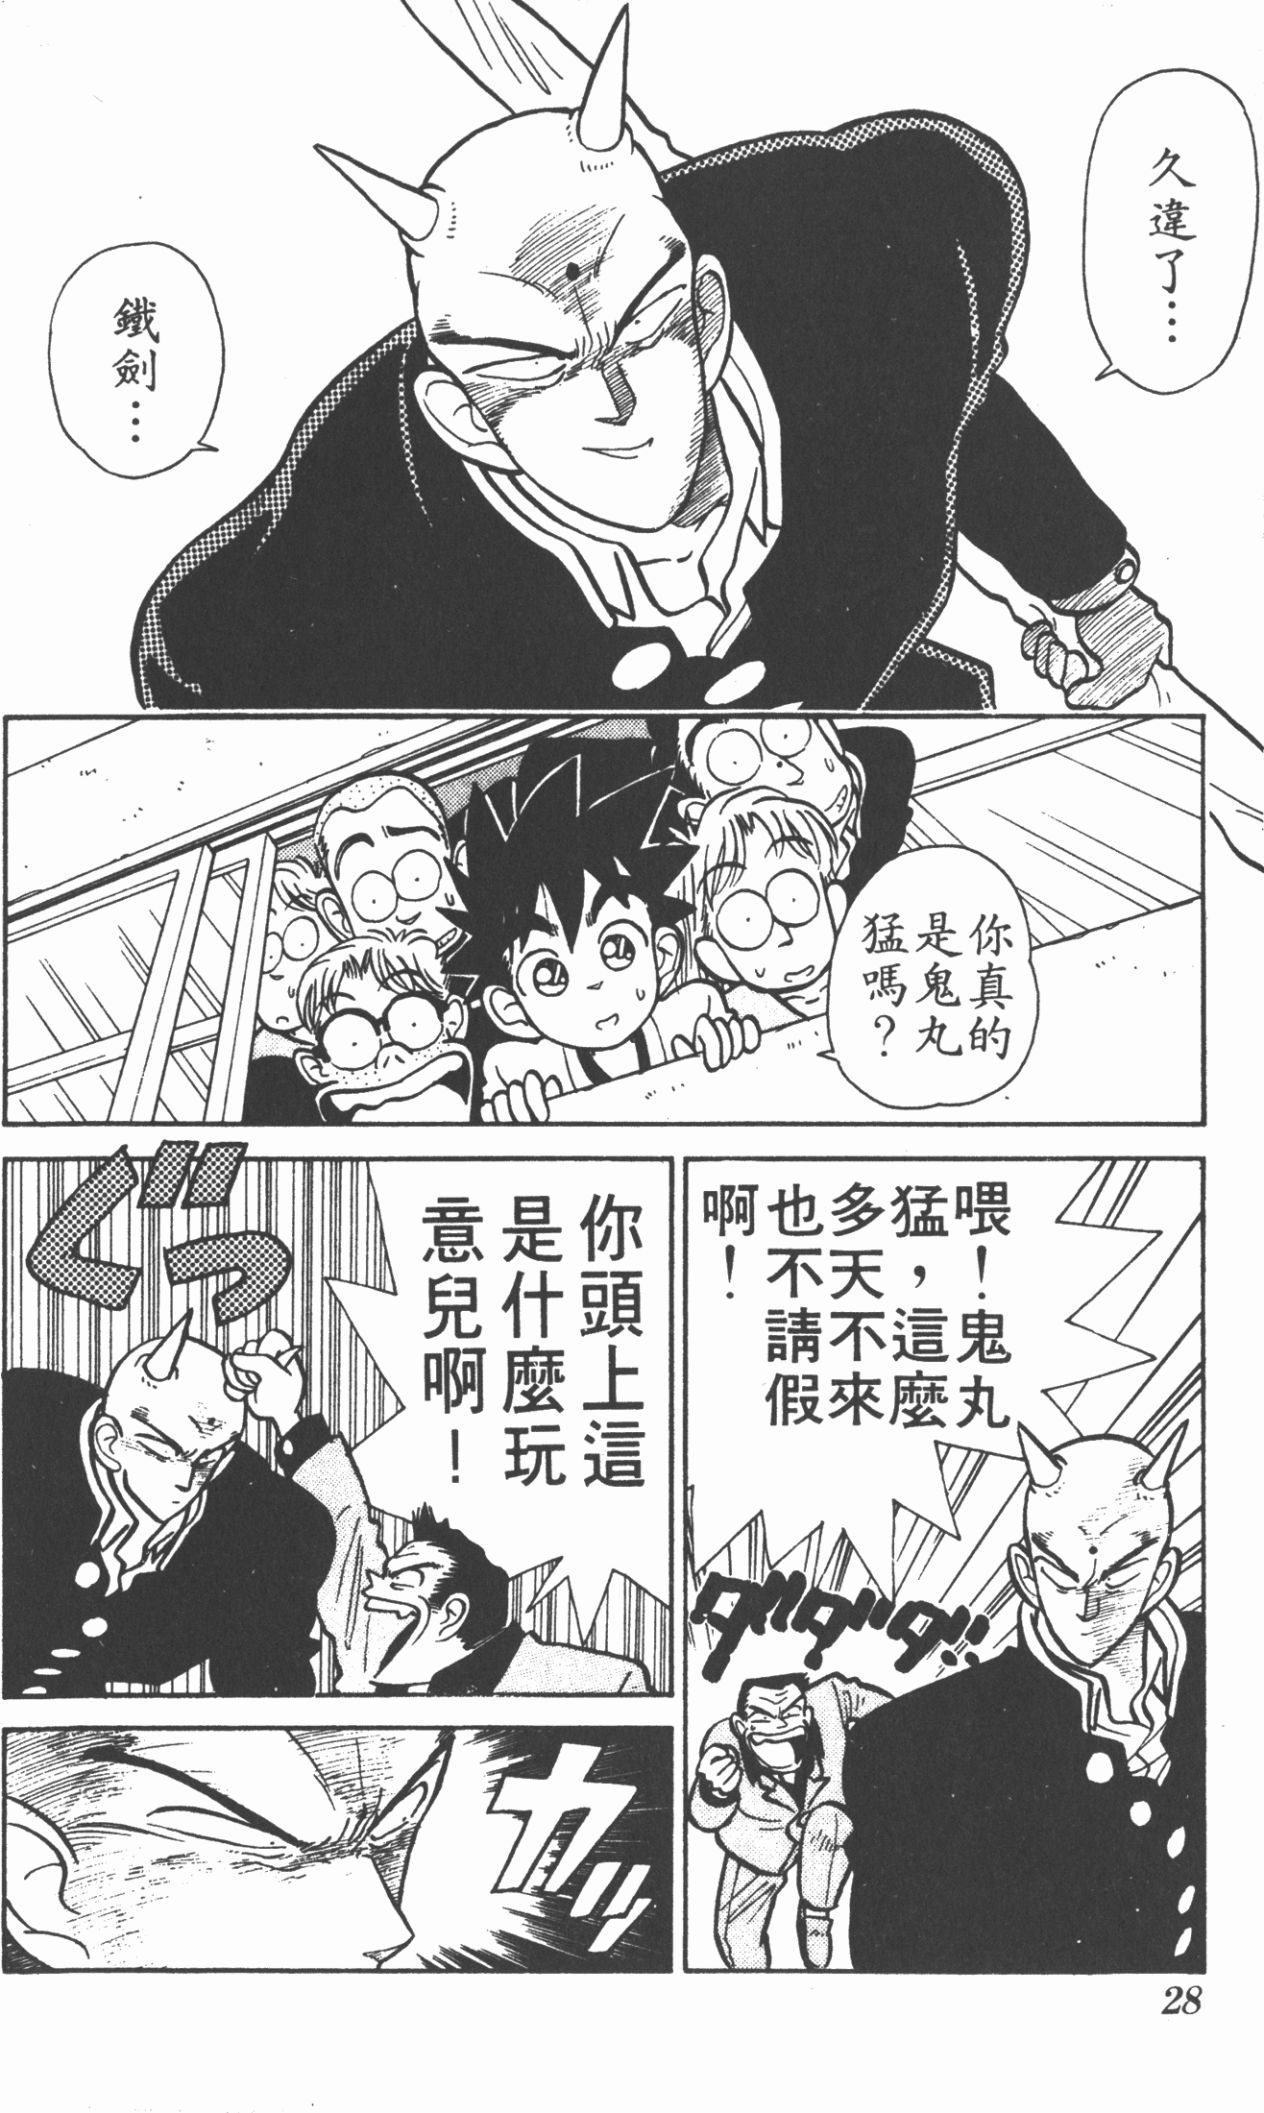 久違了…
鐵劍…
你真的
是鬼丸
猛嗎？
喂！鬼丸
猛，這麼
多天不來
也不請假
啊！
ダッダッダッ!!
你頭上這
是什麼玩
意兒啊！
ぐっ
カッ
28